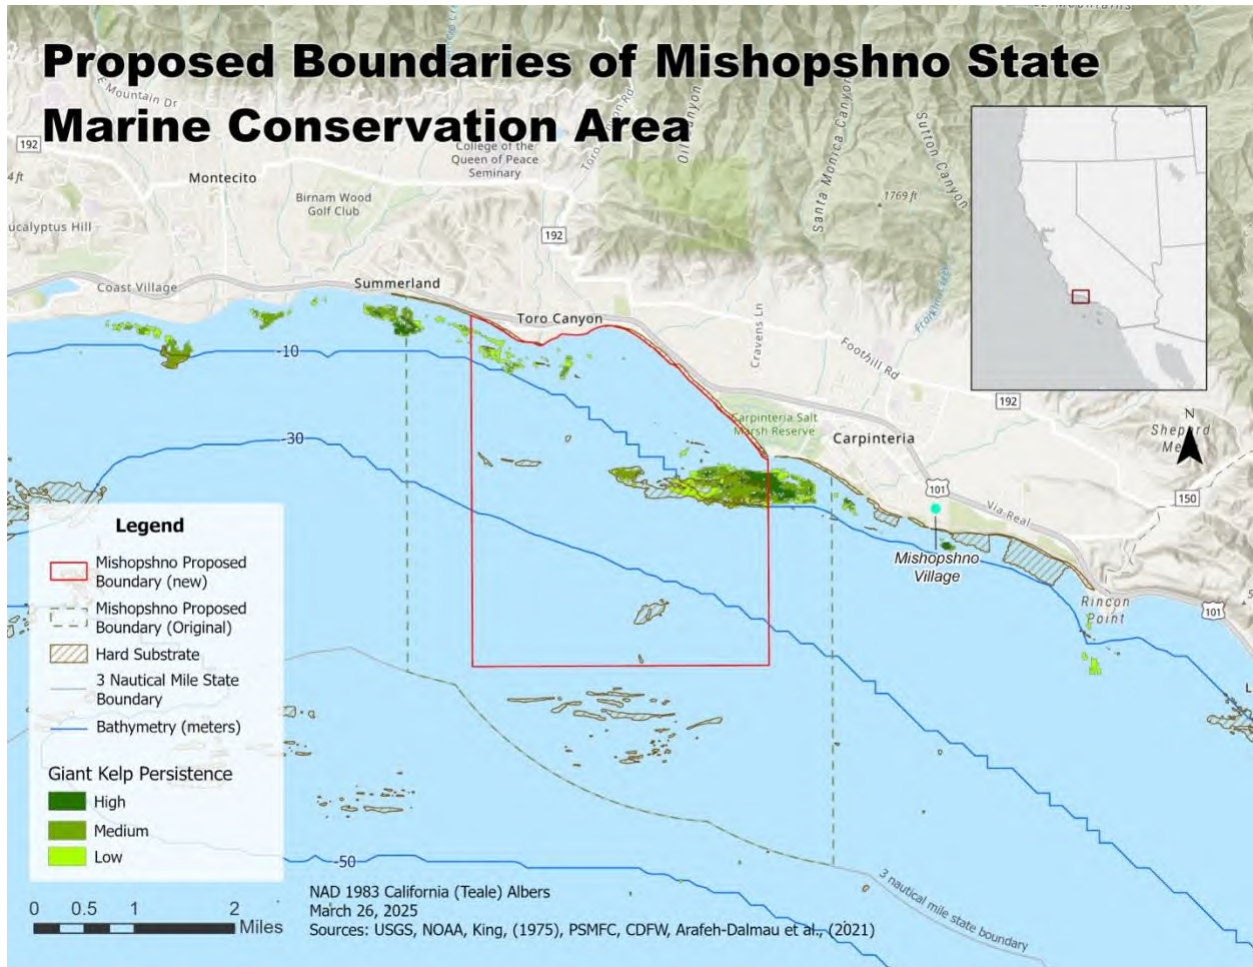 Proposed Boundaries of Mishopshno State
Marine Conservation Area
E Mountain Dr
192
Montecito
Birnam Wood
Golf Club
College of the
Queen of Peace
Seminary
Toro Canyon Rd
Oil Canyon
Santa Monica Canyon
Sutton Canyon
1769 ft
4 ft
ucalyptus Hill
Coast Village
Summerland
192
Toro Canyon
Cravens Ln
Foothill Rd
192
Carpinteria Salt
Marsh Reserve
Carpinteria
101
Via Real
150
N
Mishopshno
Village
Rincon
Point
101
-10
-30
-50
Legend
Mishopshno Proposed
Boundary (new)
Mishopshno Proposed
Boundary (Original)
Hard Substrate
3 Nautical Mile State
Boundary
Bathymetry (meters)
Giant Kelp Persistence
High
Medium
Low
3 nautical mile state boundary
0 0.5 1 2
Miles
NAD 1983 California (Teale) Albers
March 26, 2025
Sources: USGS, NOAA, King, (1975), PSMFC, CDFW, Arafeh-Dalmau et al., (2021)